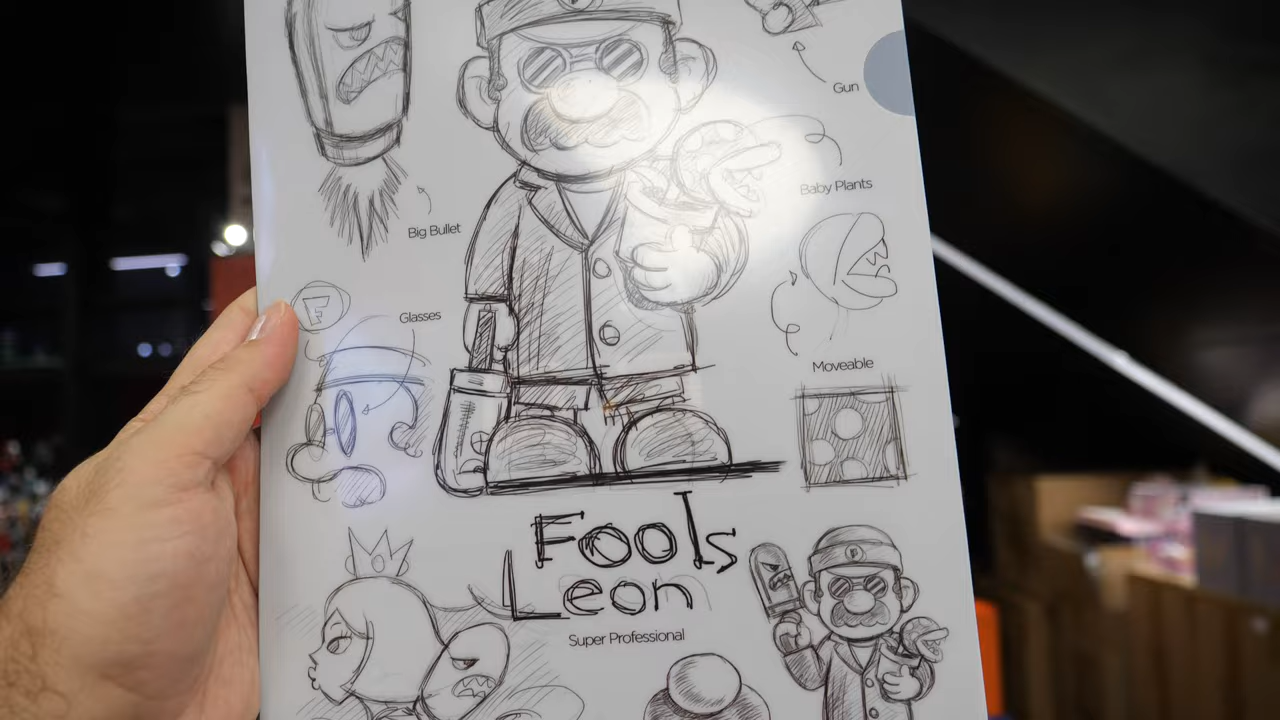 Gun
Baby Plants
Big Bullet
F
Glasses
Moveable
Fools
Leon
Super Professional
F